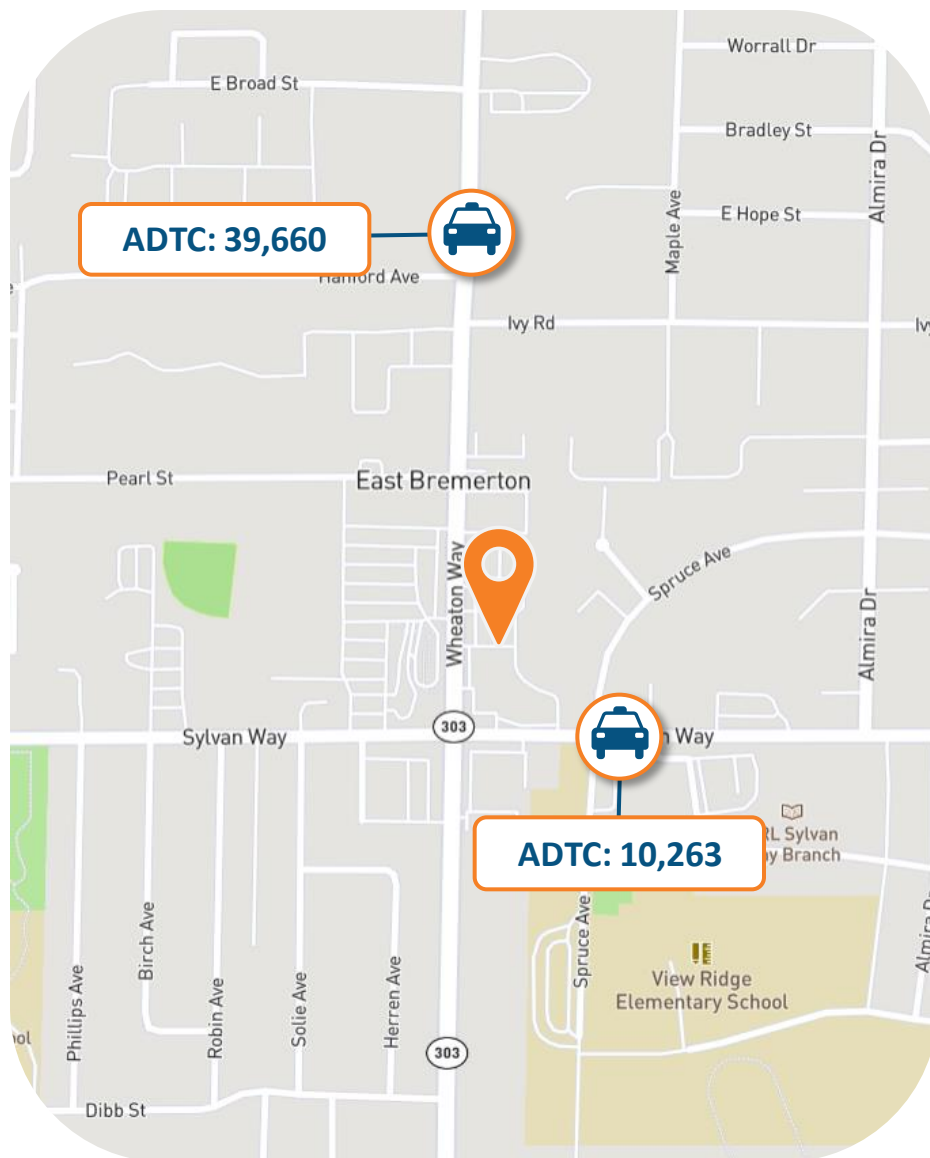 Worrall Dr
E Broad St
Bradley St
Almira Dr
E Hope St
Maple Ave
ADTC: 39,660
Hanford Ave
Ivy Rd
Pearl St
East Bremerton
Wheaton Way
Spruce Ave
Almira Dr
303
Sylvan Way
Way
ADTC: 10,263
Sylvan
Branch
Birch Ave
Spruce Ave
Phillips Ave
Robin Ave
Solie Ave
Herren Ave
View Ridge
Elementary School
303
Almira
Dibb St